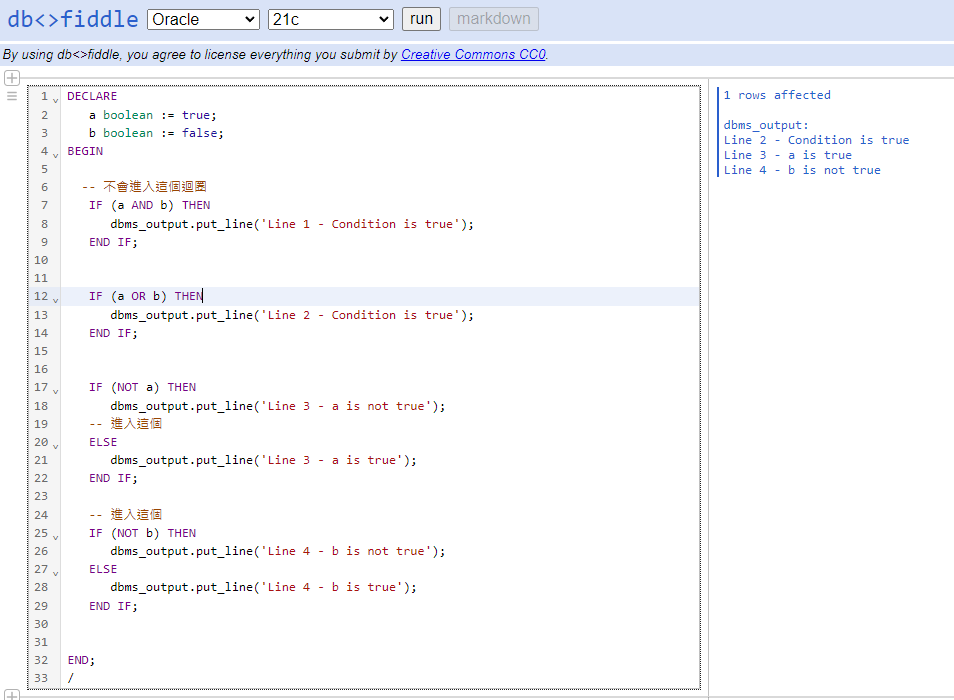 db<>fiddle Oracle 21c run markdown
By using db<>fiddle, you agree to license everything you submit by Creative Commons CC0.
1 DECLARE
2 a boolean := true;
3 b boolean := false;
4 BEGIN
5
6 -- 不會進入這個迴圈
7 IF (a AND b) THEN
8 dbms_output.put_line('Line 1 - Condition is true');
9 END IF;
10
11
12 IF (a OR b) THEN
13 dbms_output.put_line('Line 2 - Condition is true');
14 END IF;
15
16
17 IF (NOT a) THEN
18 dbms_output.put_line('Line 3 - a is not true');
19 -- 進入這個
20 ELSE
21 dbms_output.put_line('Line 3 - a is true');
22 END IF;
23
24 -- 進入這個
25 IF (NOT b) THEN
26 dbms_output.put_line('Line 4 - b is not true');
27 ELSE
28 dbms_output.put_line('Line 4 - b is true');
29 END IF;
30
31
32 END;
33 /
1 rows affected
dbms_output:
Line 2 - Condition is true
Line 3 - a is true
Line 4 - b is not true